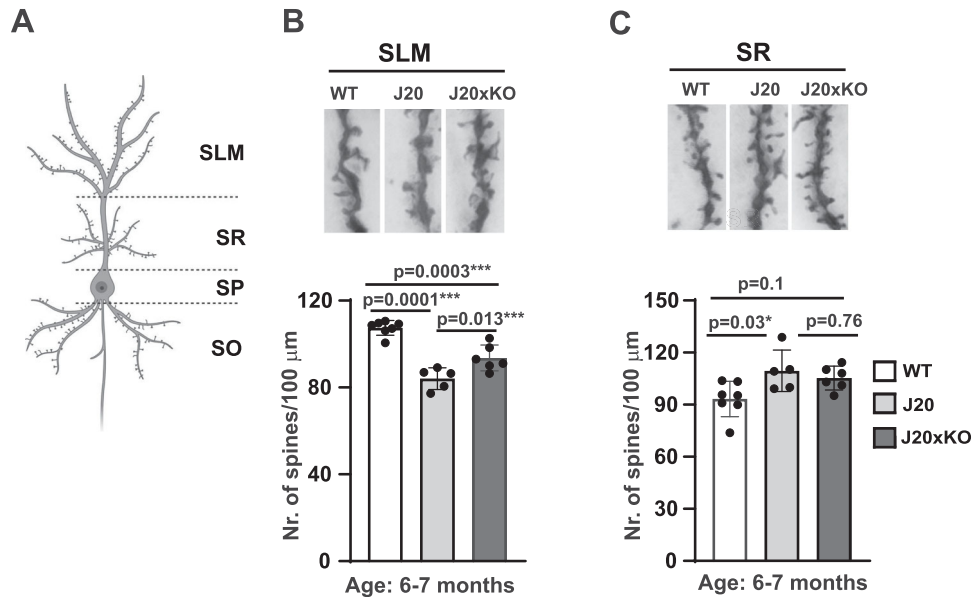 A
SLM
SR
SP
SO
B
SLM
WT J20 J20xKO
p=0.0003***
p=0.0001***
p=0.013***
120
80
40
0
Nr. of spines/100 µm
Age: 6-7 months
C
SR
WT J20 J20xKO
p=0.1
p=0.03* p=0.76
150
120
90
60
30
0
Nr. of spines/100 µm
Age: 6-7 months
WT
J20
J20xKO